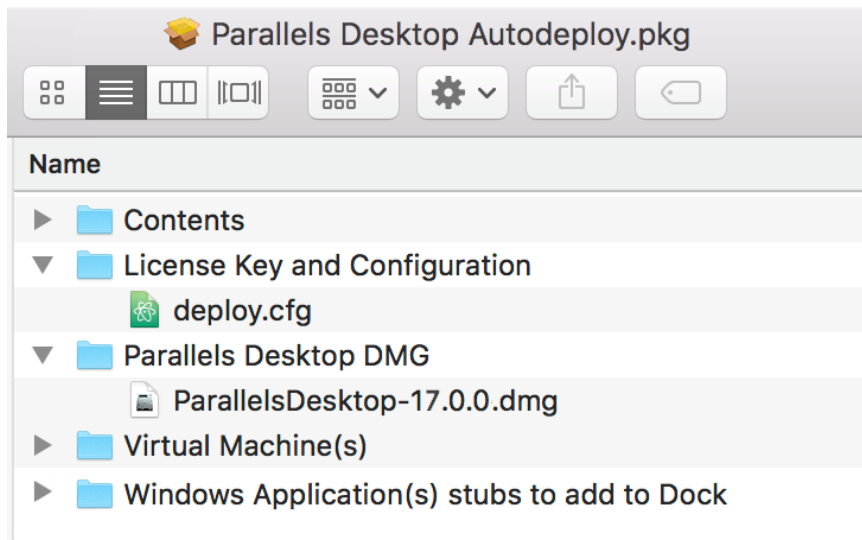 Parallels Desktop Autodeploy.pkg
Name
Contents
License Key and Configuration
deploy.cfg
Parallels Desktop DMG
ParallelsDesktop-17.0.0.dmg
Virtual Machine(s)
Windows Application(s) stubs to add to Dock